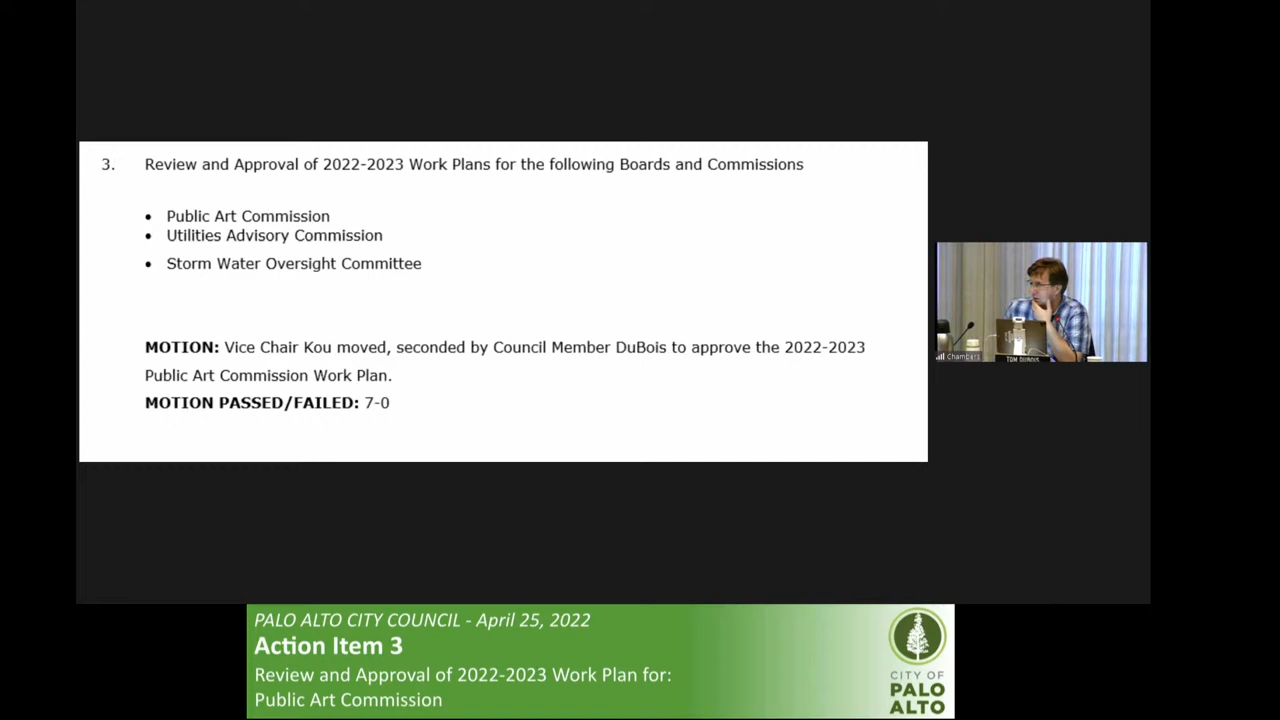 3. Review and Approval of 2022-2023 Work Plans for the following Boards and Commissions
• Public Art Commission
• Utilities Advisory Commission
• Storm Water Oversight Committee
MOTION: Vice Chair Kou moved, seconded by Council Member DuBois to approve the 2022-2023
Public Art Commission Work Plan.
MOTION PASSED/FAILED: 7-0
Chambers
TOM DUBOIS
PALO ALTO CITY COUNCIL - April 25, 2022
Action Item 3
Review and Approval of 2022-2023 Work Plan for:
Public Art Commission
CITY OF
PALO
ALTO